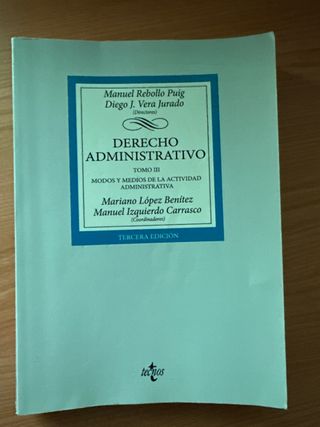 Manuel Rebollo Puig
Diego J. Vera Jurado
(Directores)
DERECHO
ADMINISTRATIVO
TOMO III
MODOS Y MEDIOS DE LA ACTIVIDAD
ADMINISTRATIVA
Mariano López Benítez
Manuel Izquierdo Carrasco
(Coordinadores)
TERCERA EDICIÓN
tecnos